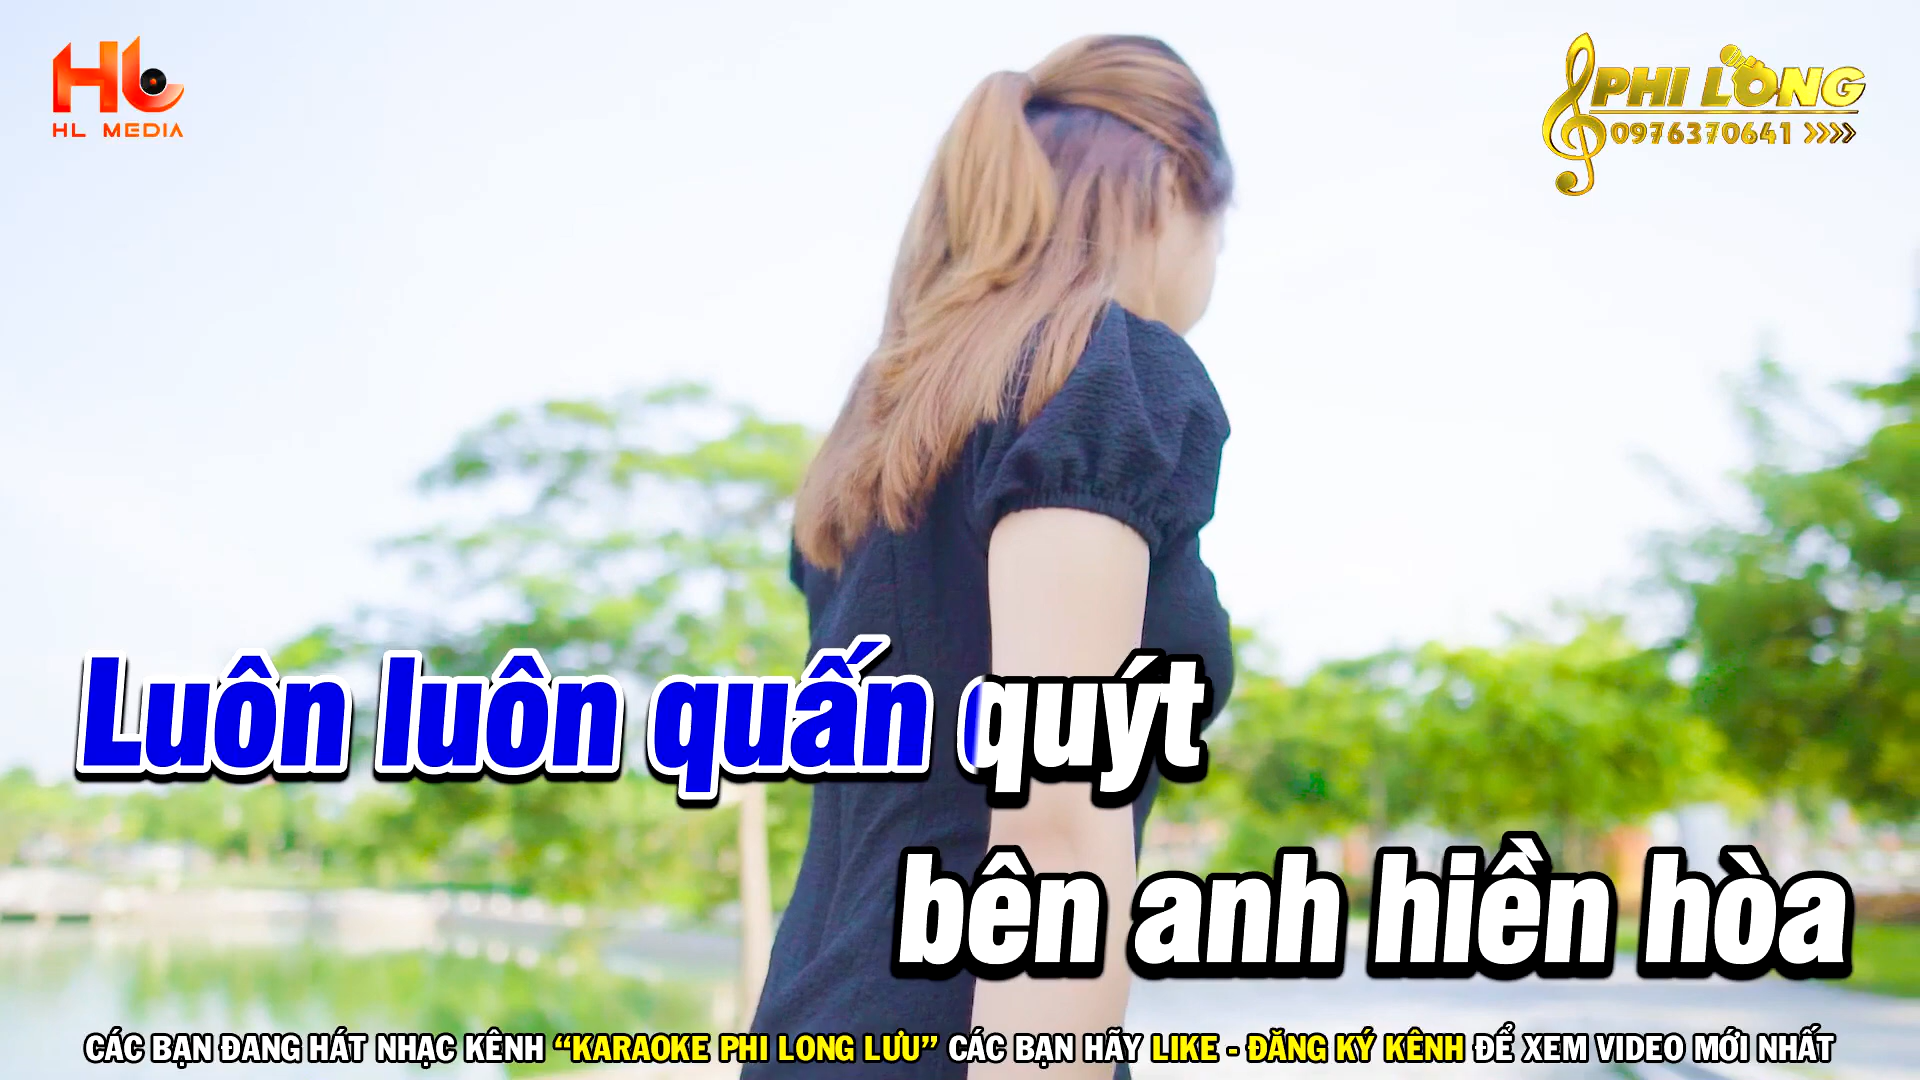 HL MEDIA
PHI LONG
0976370641 >>>>
Luôn luôn quấn quýt
bên anh hiền hòa
CÁC BẠN ĐANG HÁT NHẠC KÊNH “KARAOKE PHI LONG LƯU” CÁC BẠN HÃY LIKE - ĐĂNG KÝ KÊNH ĐỂ XEM VIDEO MỚI NHẤT